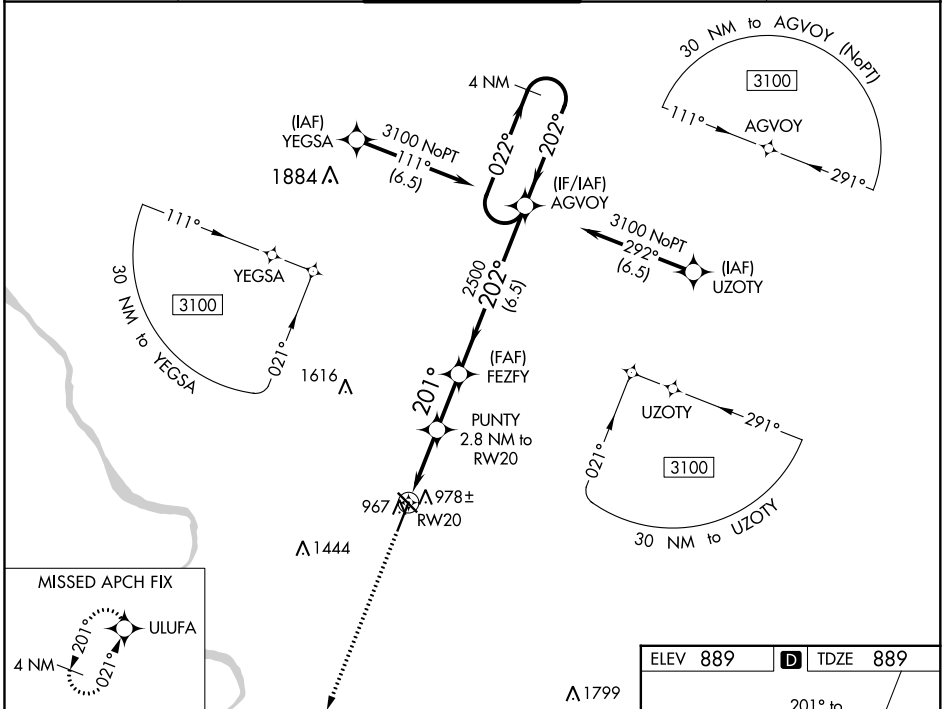 30 NM to AGVOY (NoPT)
3100
111°
AGVOY
291°
4 NM
022°
202°
(IAF)
YEGSA
3100 NoPT
111°
(6.5)
1884
(IF/IAF)
AGVOY
3100 NoPT
292°
(6.5)
(IAF)
UZOTY
111°
YEGSA
3100
30 NM to YEGSA
021°
2500
202°
(6.5)
(FAF)
FEZFY
1616
201°
PUNTY
2.8 NM to
RW20
UZOTY
291°
021°
3100
30 NM to UZOTY
967
978±
RW20
1444
MISSED APCH FIX
ULUFA
201°
021°
4 NM
1799
ELEV 889
D
TDZE 889
201° to